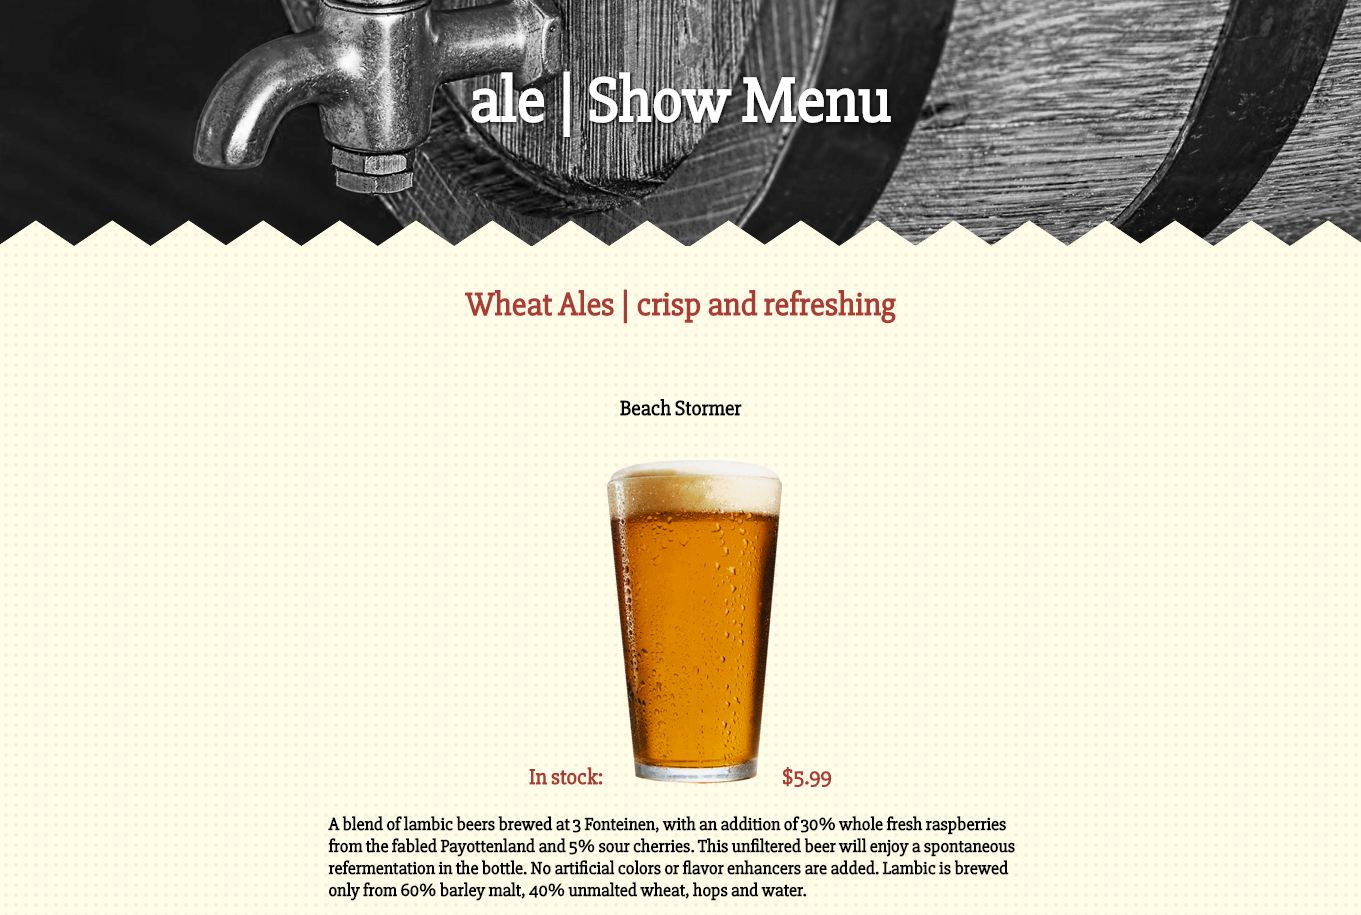 ale | Show Menu
Wheat Ales | crisp and refreshing
Beach Stormer
In stock: $5.99
A blend of lambic beers brewed at 3 Fonteinen, with an addition of 30% whole fresh raspberries
from the fabled Payottenland and 5% sour cherries. This unfiltered beer will enjoy a spontaneous
refermentation in the bottle. No artificial colors or flavor enhancers are added. Lambic is brewed
only from 60% barley malt, 40% unmalted wheat, hops and water.